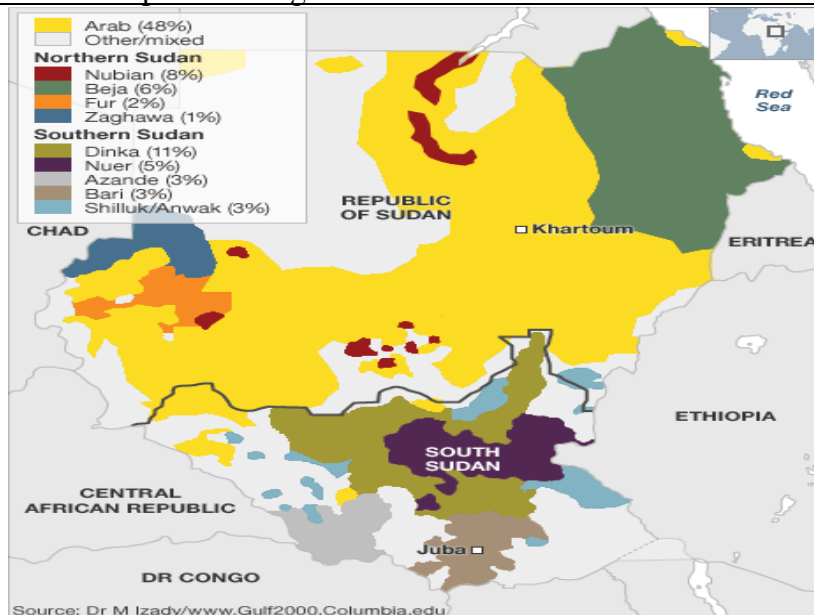 Arab (48%)
Other/mixed
Northern Sudan
Nubian (8%)
Beja (6%)
Fur (2%)
Zaghawa (1%)
Southern Sudan
Dinka (11%)
Nuer (5%)
Azande (3%)
Bari (3%)
Shilluk/Anwak (3%)
Red
Sea
REPUBLIC
OF SUDAN
Khartoum
CHAD
ERITREA
ETHIOPIA
SOUTH
SUDAN
CENTRAL
AFRICAN REPUBLIC
Juba
DR CONGO
Source: Dr M Izady/www.Gulf2000.Columbia.edu